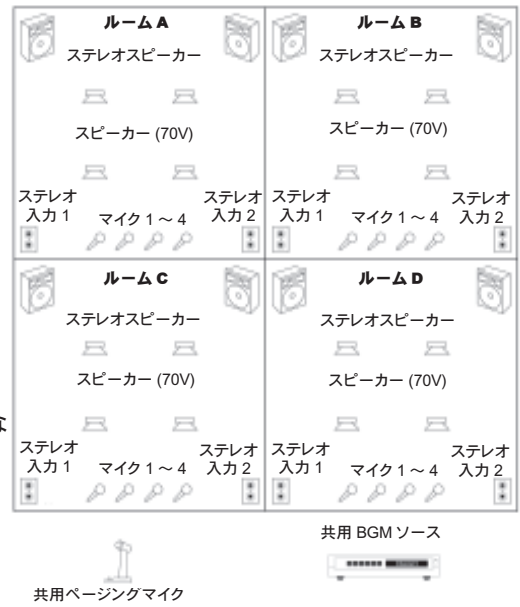 ルーム A
ステレオスピーカー
スピーカー (70V)
ステレオ
入力 1
マイク 1 ~ 4
ステレオ
入力 2
ルーム B
ステレオスピーカー
スピーカー (70V)
ステレオ
入力 1
マイク 1 ~ 4
ステレオ
入力 2
ルーム C
ステレオスピーカー
スピーカー (70V)
ステレオ
入力 1
マイク 1 ~ 4
ステレオ
入力 2
ルーム D
ステレオスピーカー
スピーカー (70V)
ステレオ
入力 1
マイク 1 ~ 4
ステレオ
入力 2
な
共用ページングマイク
共用 BGM ソース